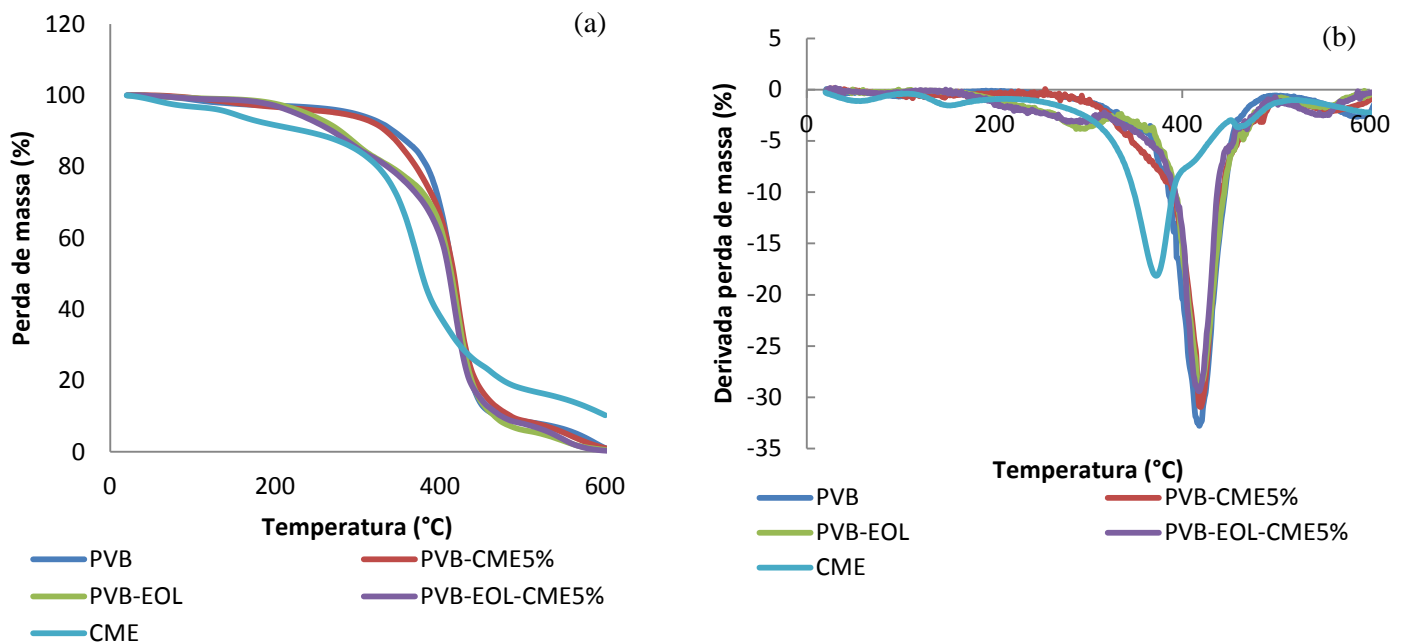 (a)
120
100
80
60
40
20
0
Perda de massa (%)
0 200 400 600
Temperatura (°C)
PVB PVB-CME5%
PVB-EOL PVB-EOL-CME5%
CME
(b)
5
0
-5
-10
-15
-20
-25
-30
-35
Derivada perda de massa (%)
0 200 400 600
Temperatura (°C)
PVB PVB-CME5%
PVB-EOL PVB-EOL-CME5%
CME